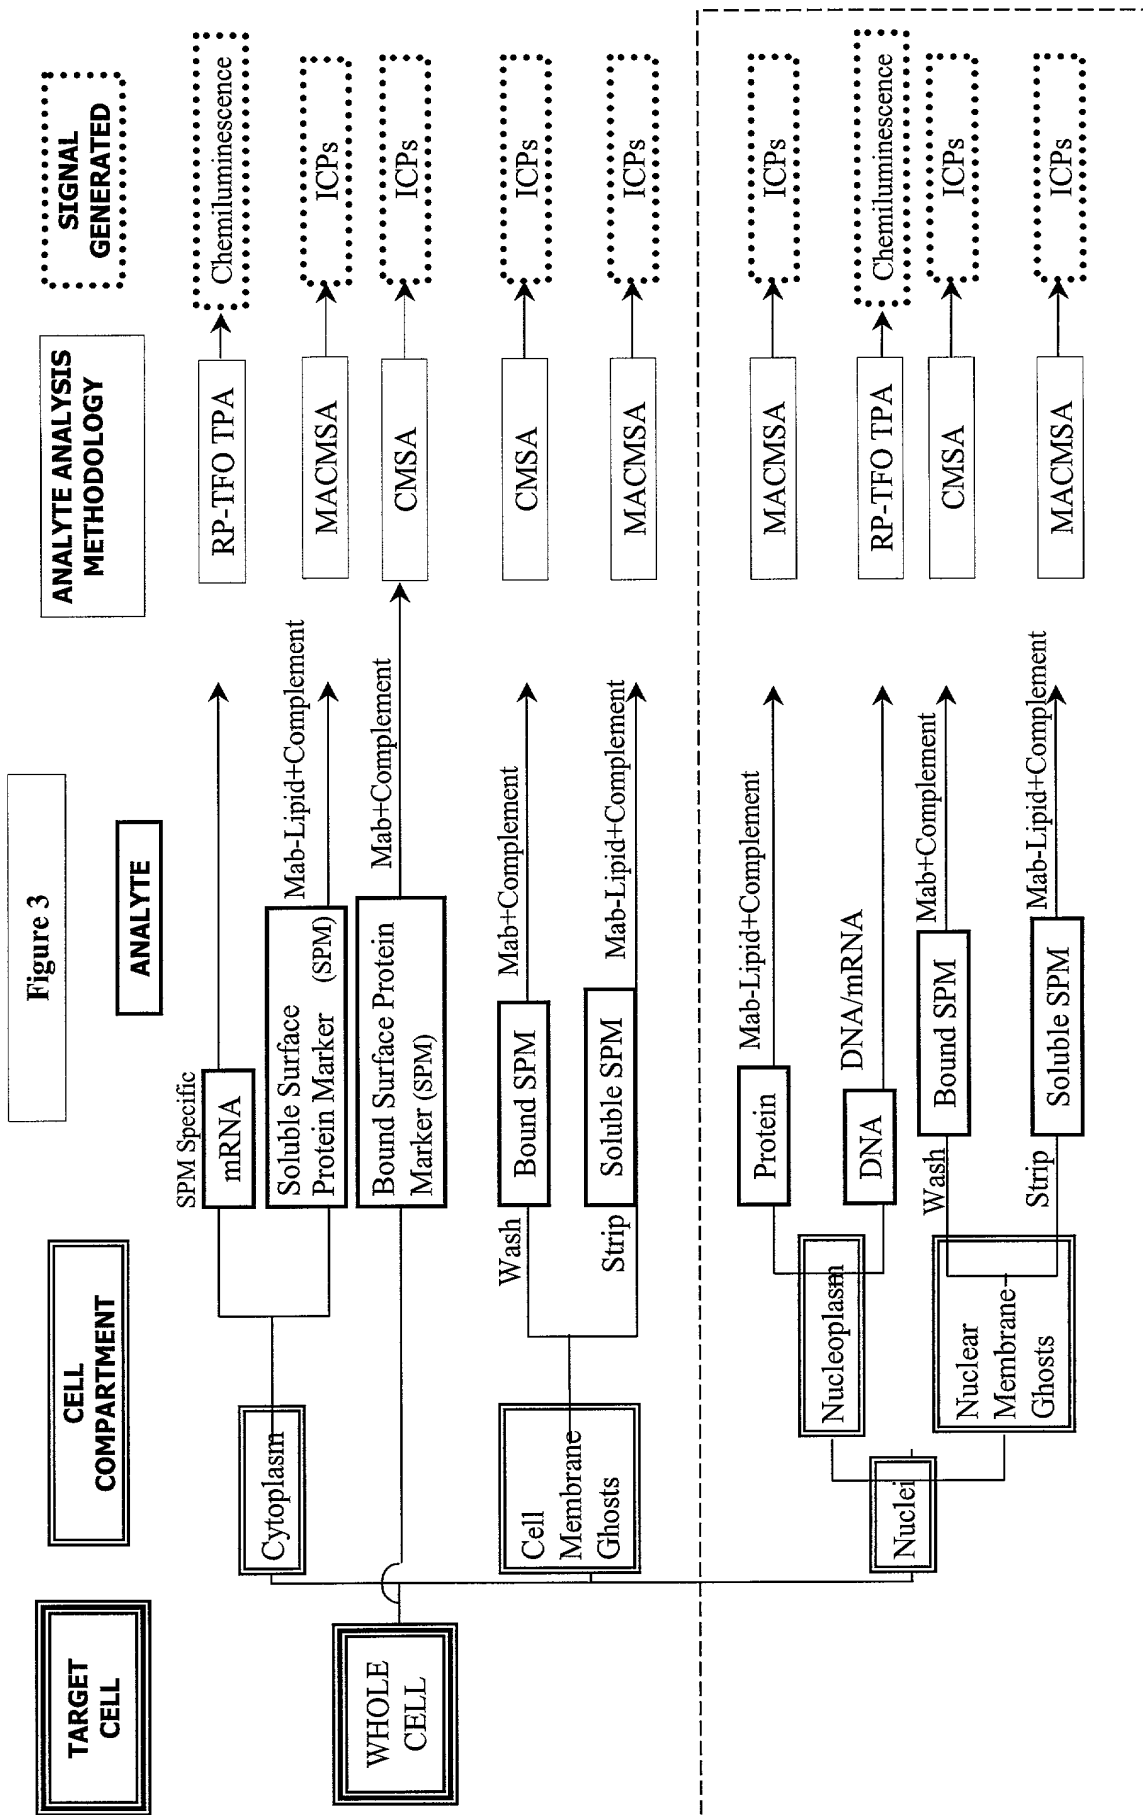 Figure 3
TARGET
CELL
CELL
COMPARTMENT
ANALYTE
ANALYTE ANALYSIS
METHODOLOGY
SIGNAL
GENERATED
WHOLE
CELL
Cytoplasm
SPM Specific
mRNA
RP-TFO TPA
Chemiluminescence
Soluble Surface
Protein Marker (SPM)
Mab-Lipid+Complement
MACMSA
ICPs
Bound Surface Protein
Marker (SPM)
Mab+Complement
CMSA
ICPs
Cell
Membrane
Ghosts
Wash
Bound SPM
Mab+Complement
CMSA
ICPs
Strip
Soluble SPM
Mab-Lipid+Complement
MACMSA
ICPs
Nuclei
Nucleoplasm
Protein
Mab-Lipid+Complement
MACMSA
ICPs
DNA
DNA/mRNA
RP-TFO TPA
Chemiluminescence
Nuclear
Membrane
Ghosts
Wash
Bound SPM
Mab+Complement
CMSA
ICPs
Strip
Soluble SPM
Mab-Lipid+Complement
MACMSA
ICPs